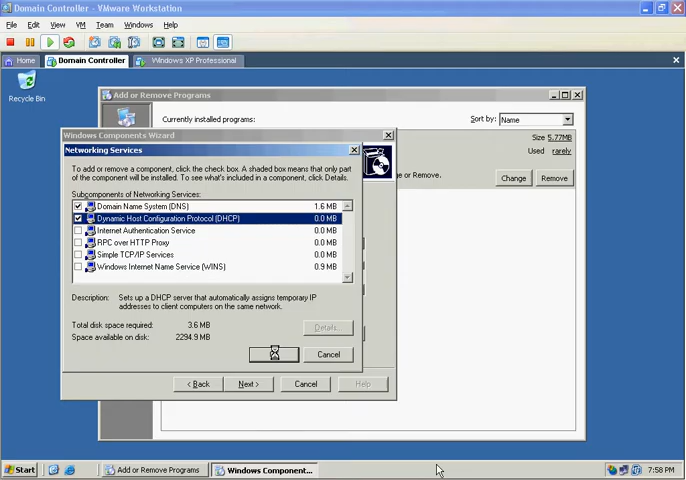 Domain Controller - VMware Workstation
File Edit View VM Team Windows Help
Home Domain Controller Windows XP Professional
Recycle Bin
Add or Remove Programs
Currently installed programs:
Sort by: Name
Size 5.77MB
Used rarely
ge or Remove.
Change Remove
Windows Components Wizard
Networking Services
To add or remove a component, click the check box. A shaded box means that only part
of the component will be installed. To see what's included in a component, click Details.
Subcomponents of Networking Services:
Domain Name System (DNS) 1.6 MB
Dynamic Host Configuration Protocol (DHCP) 0.0 MB
Internet Authentication Service 0.0 MB
RPC over HTTP Proxy 0.0 MB
Simple TCP/IP Services 0.0 MB
Windows Internet Name Service (WINS) 0.9 MB
Description: Sets up a DHCP server that automatically assigns temporary IP
addresses to client computers on the same network.
Total disk space required: 3.6 MB
Space available on disk: 2294.9 MB
Details...
Cancel
< Back Next > Cancel Help
Start Add or Remove Programs Windows Component... 7:58 PM